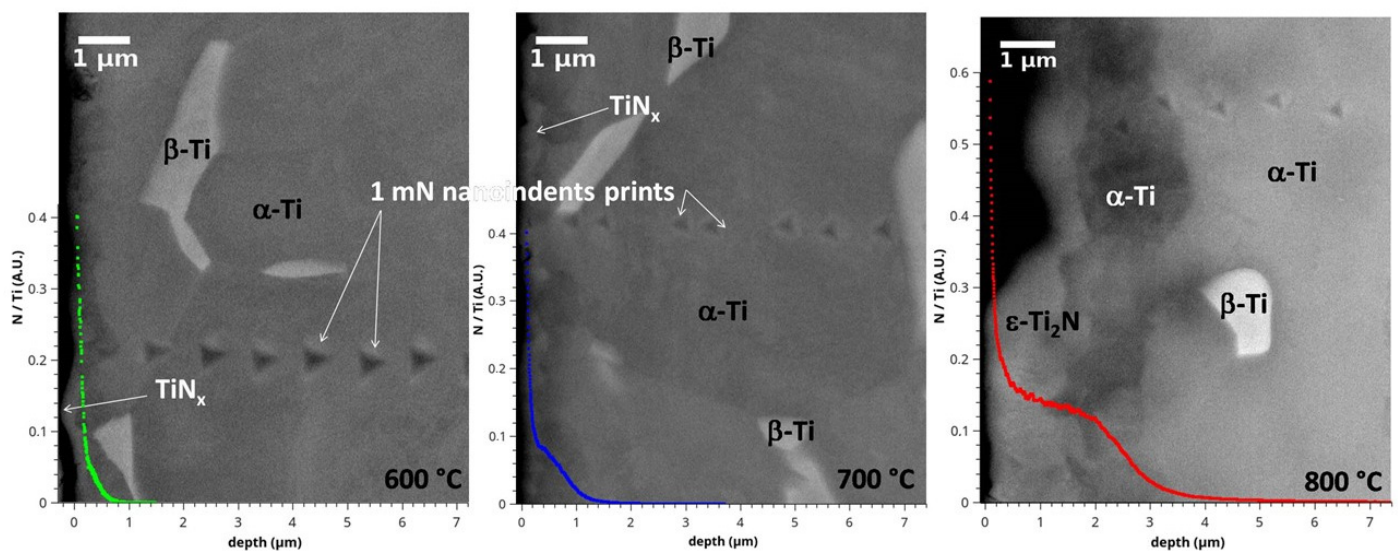 1 μm
β-Ti
α-Ti
TiNₓ
600 °C
N / Ti (A.U.)
0.4
0.3
0.2
0.1
0
0 1 2 3 4 5 6 7
depth (μm)
1 mN nanoindents prints
1 μm
β-Ti
TiNₓ
α-Ti
β-Ti
700 °C
N / Ti (A.U.)
0.4
0.3
0.2
0.1
0
0 1 2 3 4 5 6 7
depth (μm)
1 μm
α-Ti
α-Ti
β-Ti
ε-Ti₂N
800 °C
N / Ti (A.U.)
0.6
0.5
0.4
0.3
0.2
0.1
0
0 1 2 3 4 5 6 7
depth (μm)